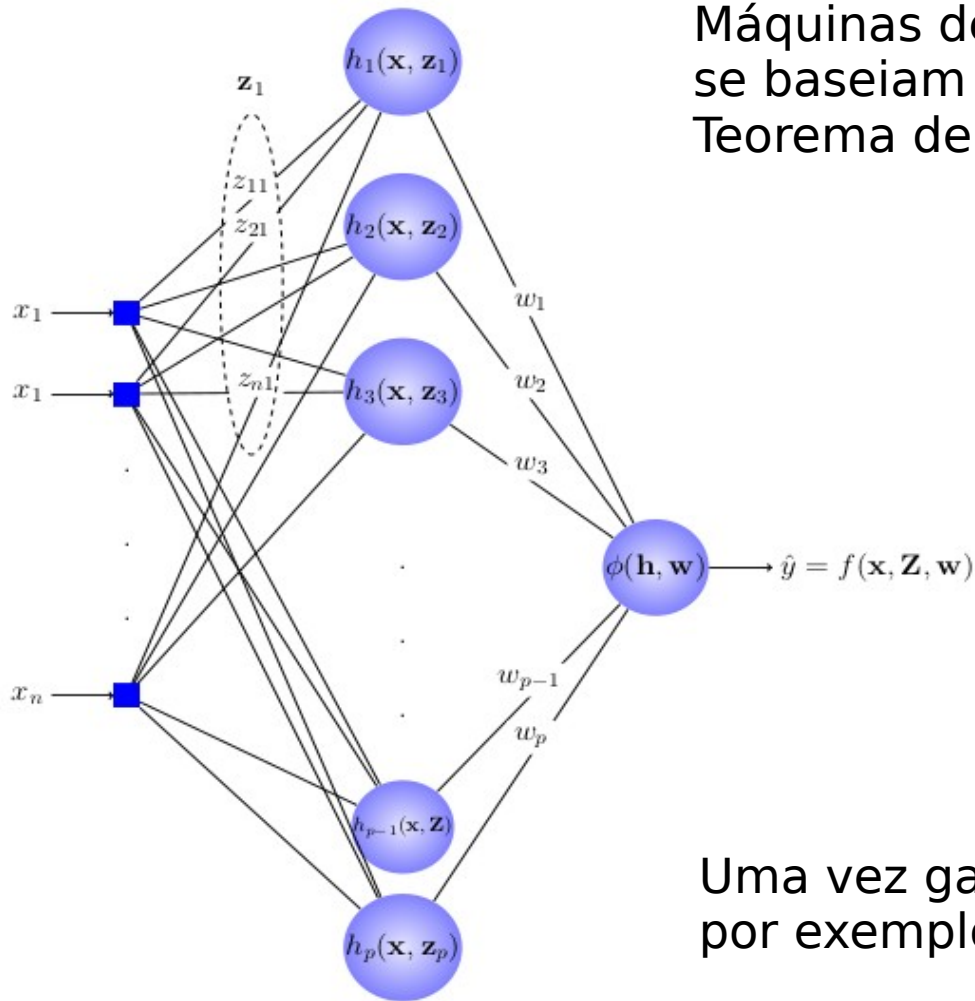 Máquinas de
se baseiam
Teorema de
z₁
h₁(x, z₁)
z₁₁
z₂₁
h₂(x, z₂)
x₁
w₁
w₂
x₁
zₙ₁
h₃(x, z₃)
w₃
.
.
.
.
.
.
ϕ(h, w)
ŷ = f(x, Z, w)
xₙ
wₚ₋₁
wₚ
hₚ₋₁(x, Z)
Uma vez ga
por exemplo
hₚ(x, zₚ)